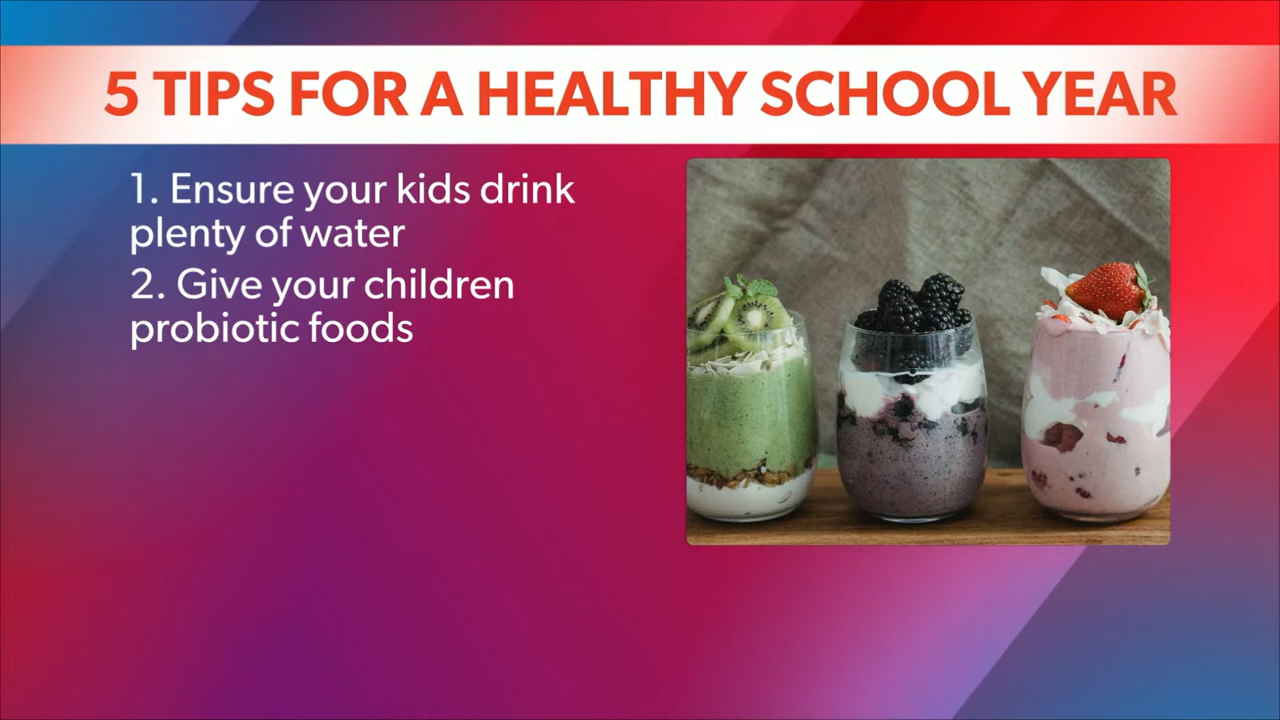 5 TIPS FOR A HEALTHY SCHOOL YEAR
1. Ensure your kids drink
plenty of water
2. Give your children
probiotic foods